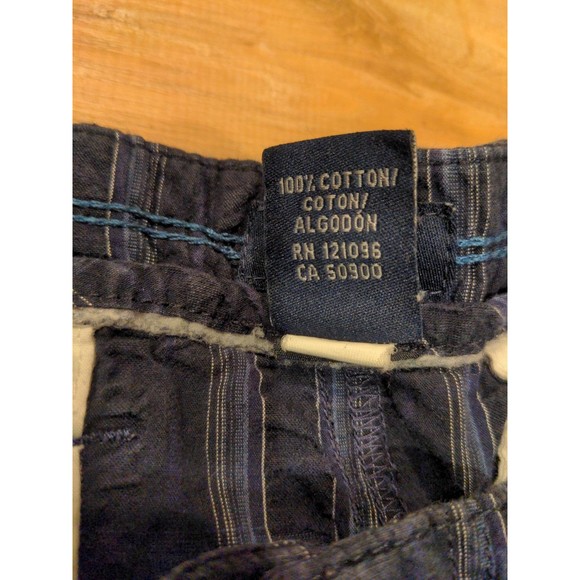 100% COTTON/
COTON/
ALGODÓN
RN 121096
CA 50900